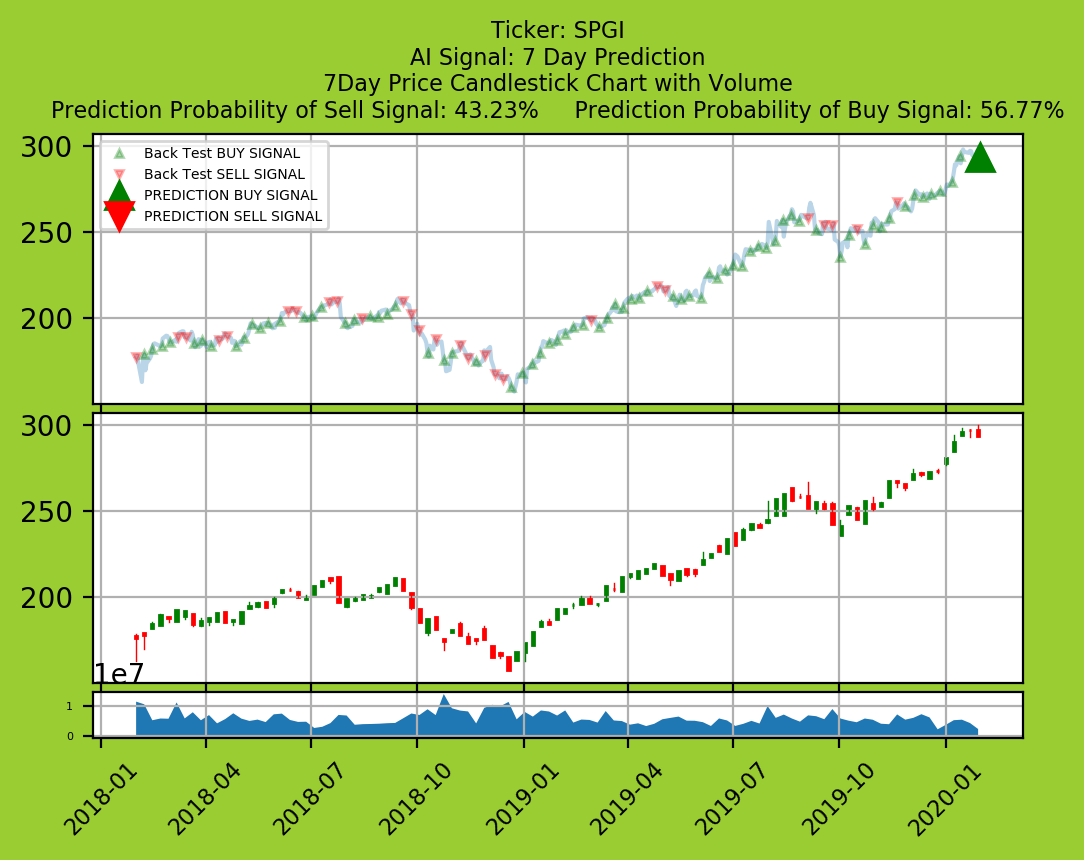 Ticker: SPGI
AI Signal: 7 Day Prediction
7Day Price Candlestick Chart with Volume
Prediction Probability of Sell Signal: 43.23%     Prediction Probability of Buy Signal: 56.77%
300
250
200
Back Test BUY SIGNAL
Back Test SELL SIGNAL
PREDICTION BUY SIGNAL
PREDICTION SELL SIGNAL
300
250
200
1e7
1
0
2018-01
2018-04
2018-07
2018-10
2019-01
2019-04
2019-07
2019-10
2020-01